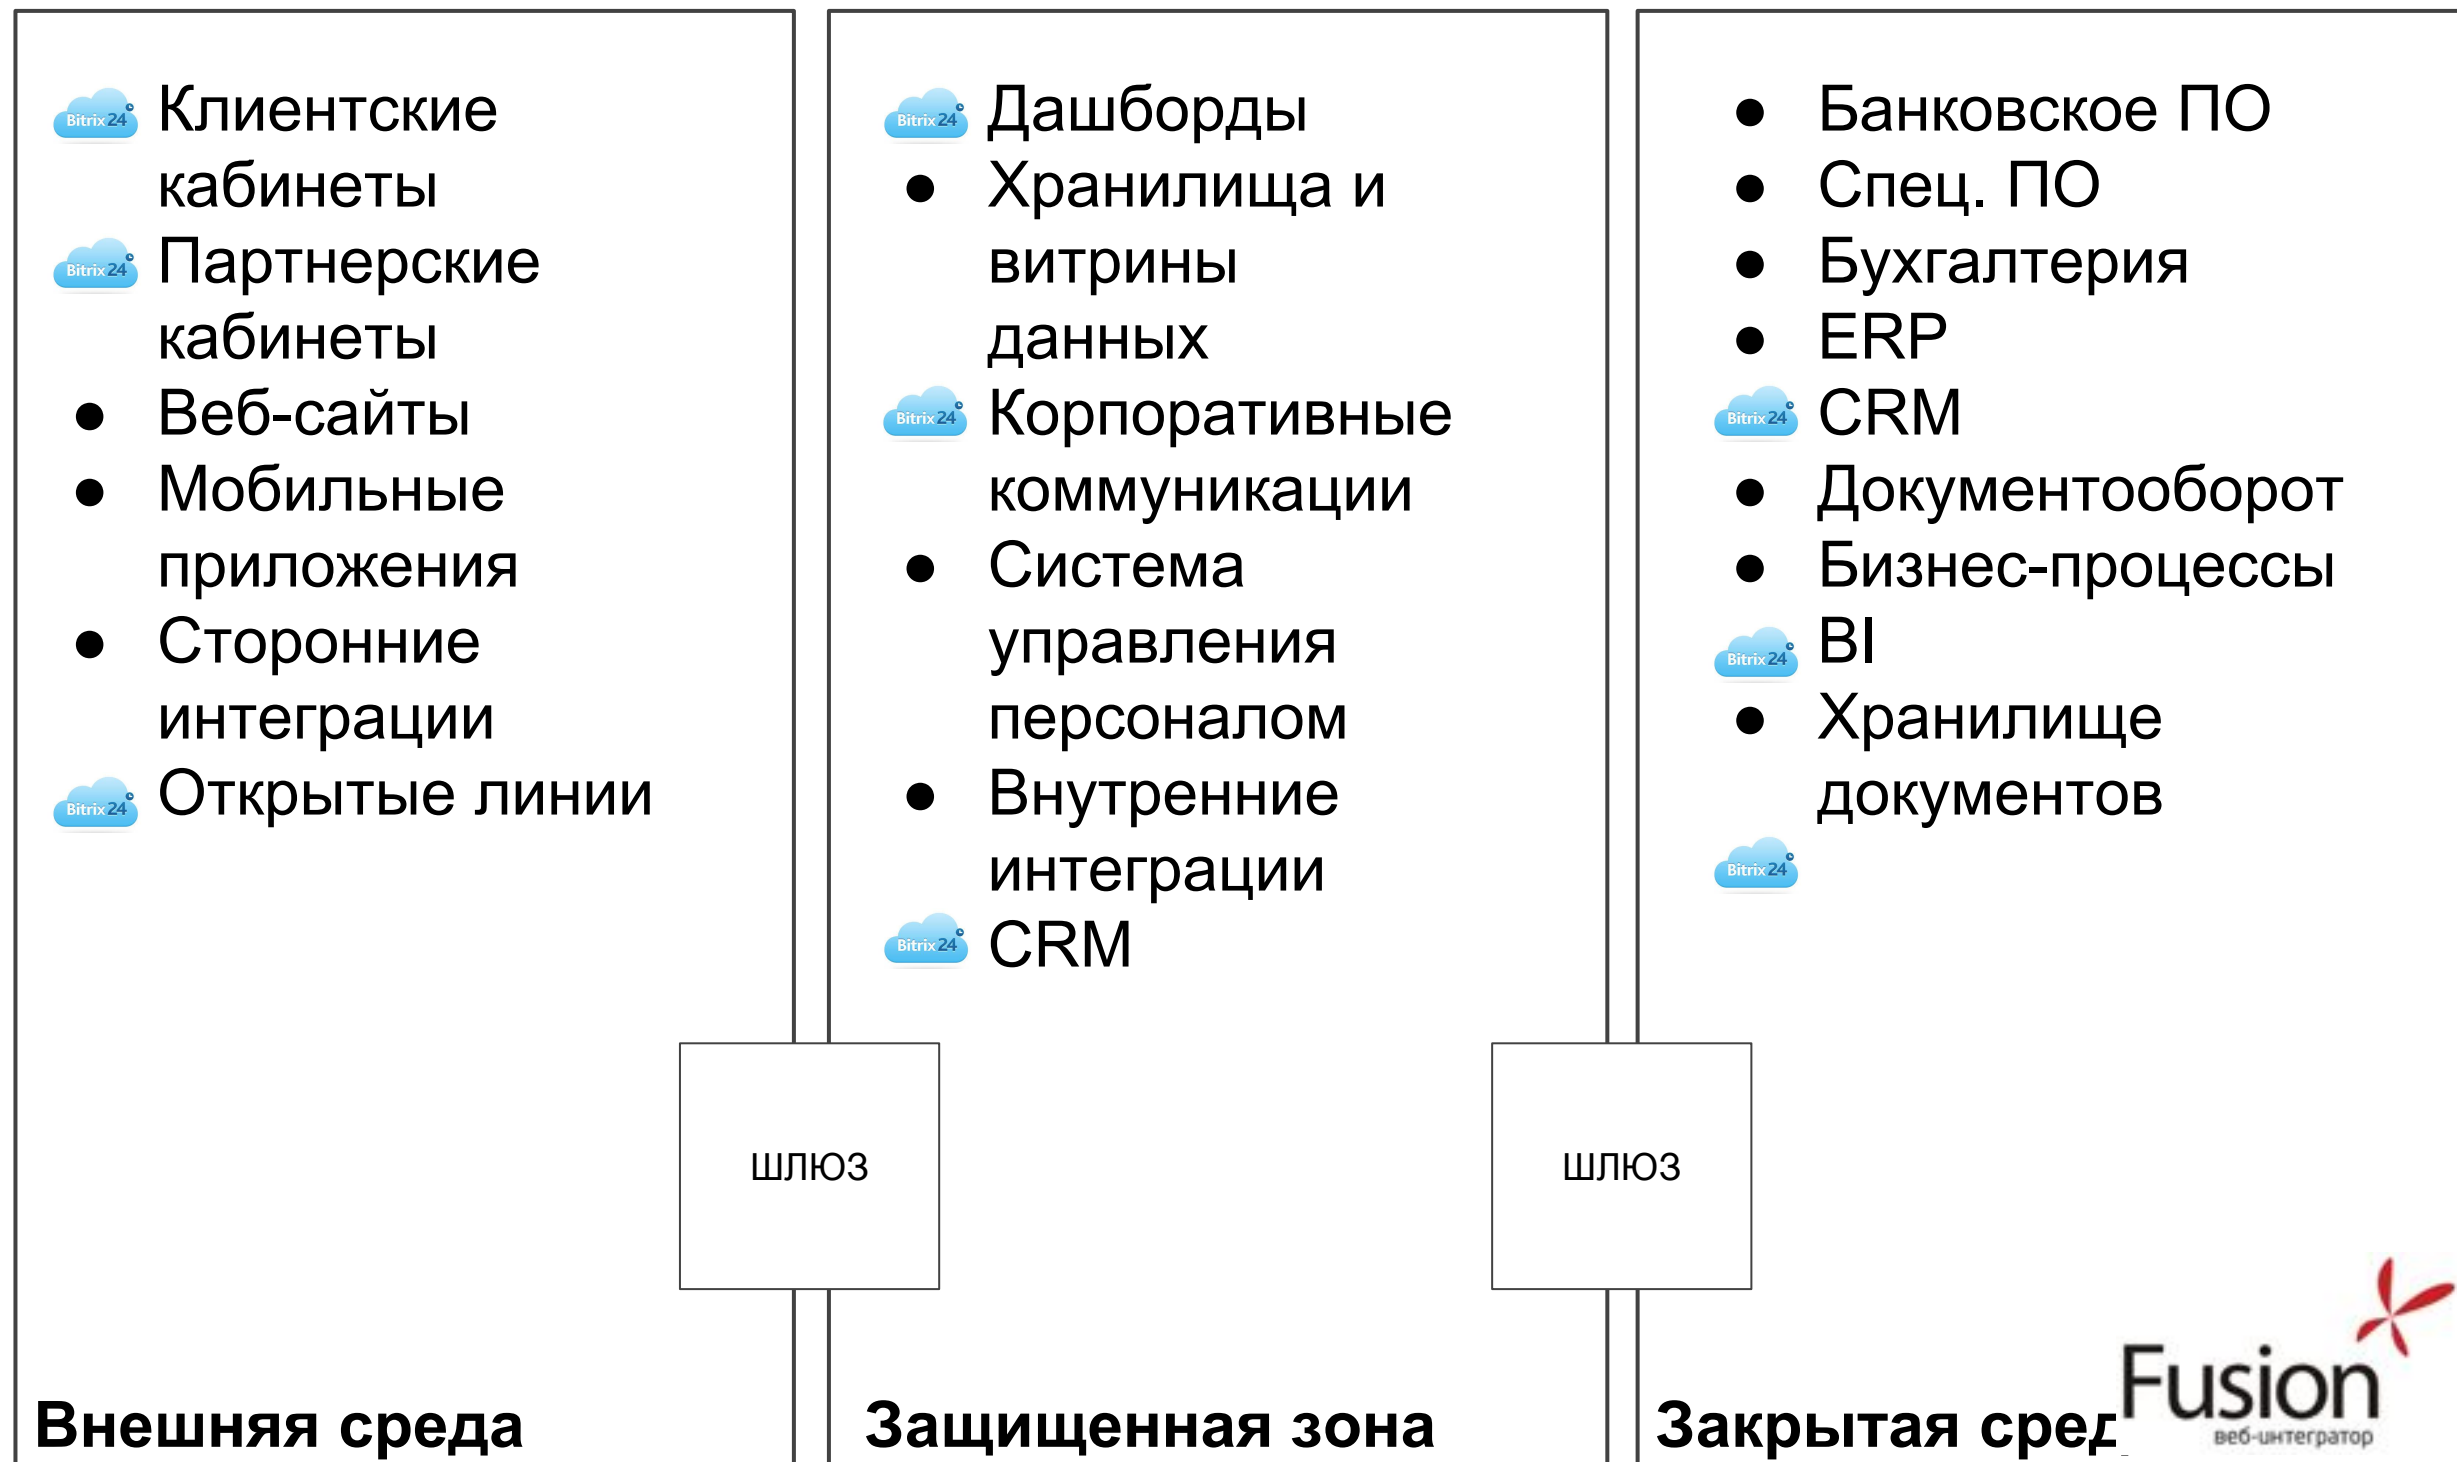 Bitrix24 Клиентские
кабинеты
Bitrix24 Партнерские
кабинеты
● Веб-сайты
● Мобильные
приложения
● Сторонние
интеграции
Bitrix24 Открытые линии
Внешняя среда
ШЛЮЗ
Bitrix24 Дашборды
● Хранилища и
витрины
данных
Bitrix24 Корпоративные
коммуникации
● Система
управления
персоналом
● Внутренние
интеграции
Bitrix24 CRM
Защищенная зона
ШЛЮЗ
● Банковское ПО
● Спец. ПО
● Бухгалтерия
● ERP
Bitrix24 CRM
● Документооборот
● Бизнес-процессы
Bitrix24 BI
● Хранилище
документов
Bitrix24
Закрытая сред
Fusion
веб-интегратор